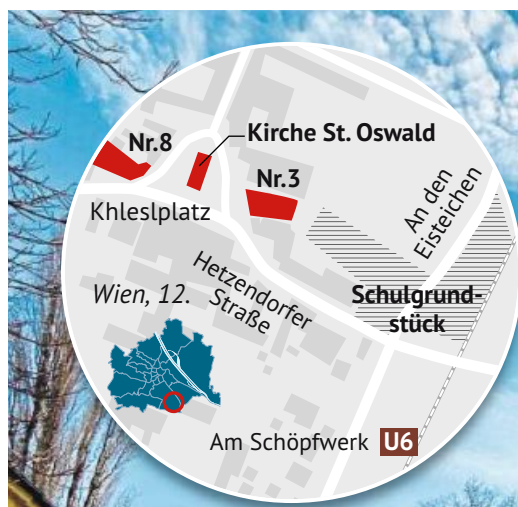 Nr.8
Kirche St. Oswald
Nr.3
Khleslplatz
An den
Eisteichen
Hetzendorfer
Straße
Wien, 12.
Schulgrund-
stück
Am Schöpfwerk U6